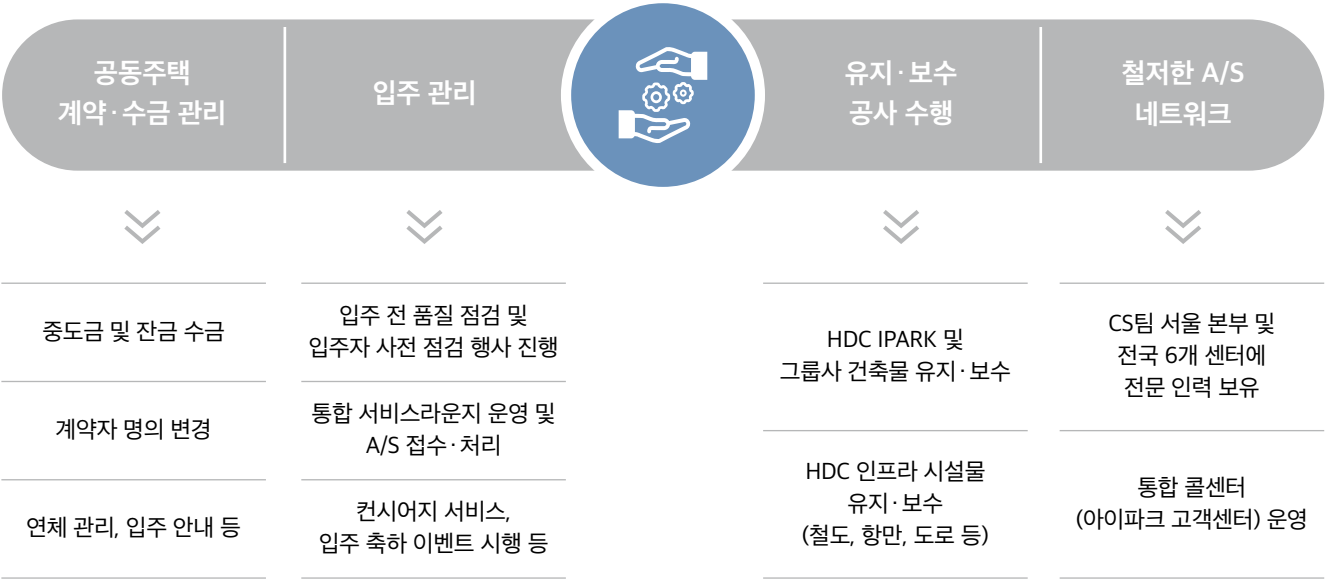 공동주택
계약·수금 관리
입주 관리
유지·보수
공사 수행
철저한 A/S
네트워크
중도금 및 잔금 수금
계약자 명의 변경
연체 관리, 입주 안내 등
입주 전 품질 점검 및
입주자 사전 점검 행사 진행
통합 서비스라운지 운영 및
A/S 접수·처리
컨시어지 서비스,
입주 축하 이벤트 시행 등
HDC IPARK 및
그룹사 건축물 유지·보수
HDC 인프라 시설물
유지·보수
(철도, 항만, 도로 등)
CS팀 서울 본부 및
전국 6개 센터에
전문 인력 보유
통합 콜센터
(아이파크 고객센터) 운영